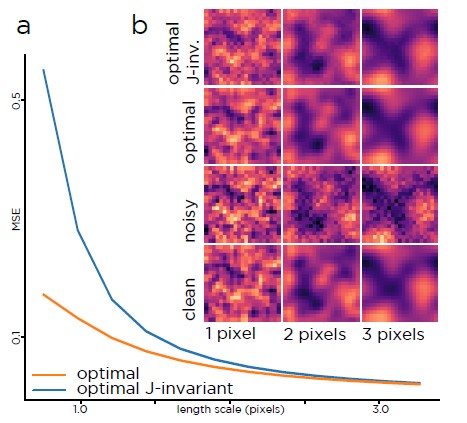 a
b
optimal J-inv.
optimal
noisy
clean
1 pixel
2 pixels
3 pixels
0,5
MSE
0,1
optimal
optimal J-invariant
1.0
length scale (pixels)
3.0